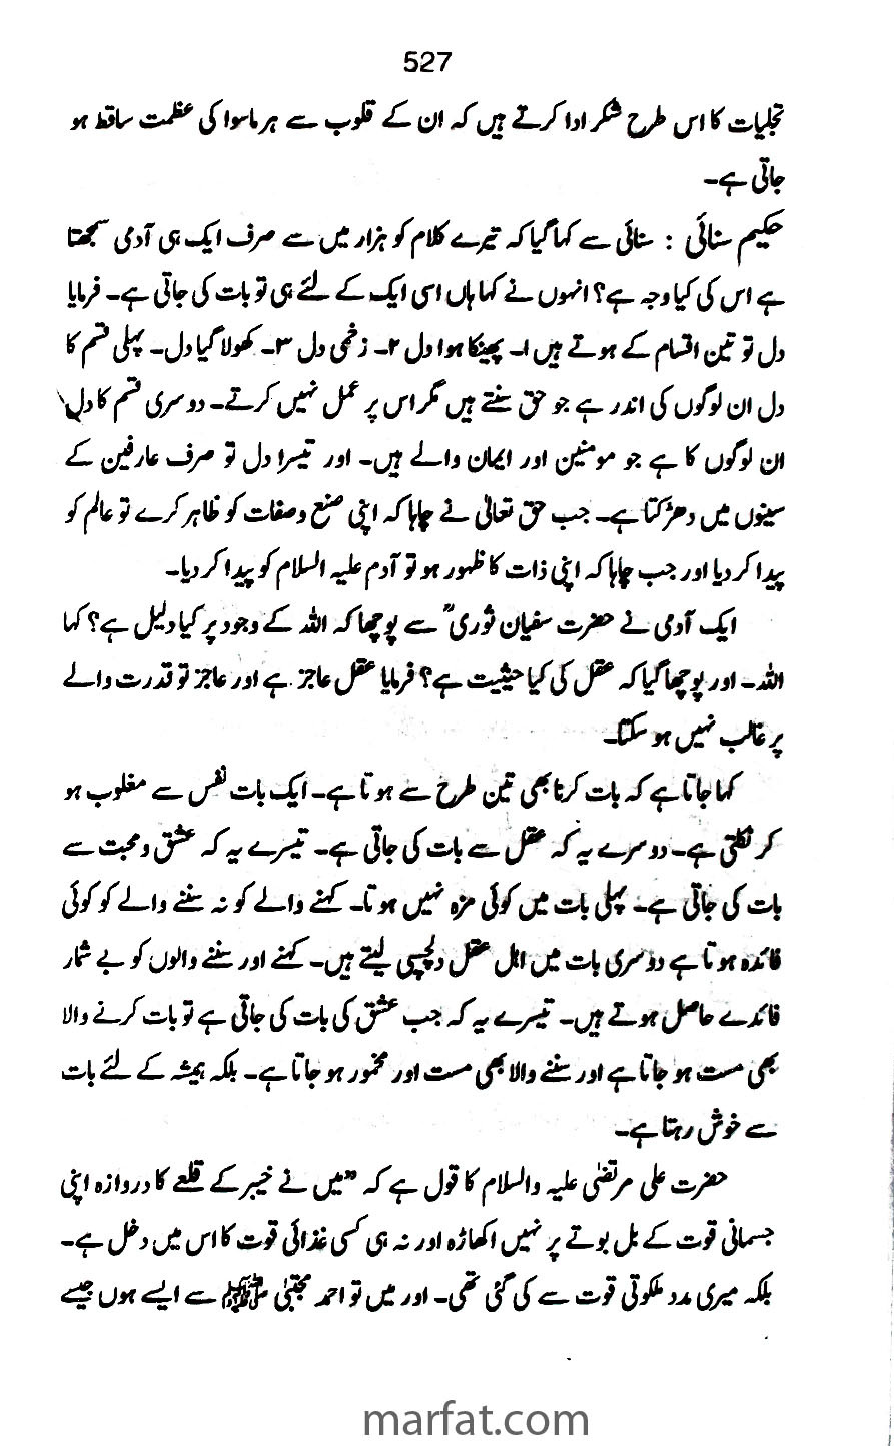 527
تجلیات کا اس طرح شکر ادا کرتے ہیں کہ ان کے قلوب سے ہر ماسوا کی عظمت ساقط ہو
جاتی ہے۔
حکیم سنائی : سنائی سے کہا گیا کہ تیرے کلام کو ہزار میں سے صرف ایک ہی آدمی سمجھتا
ہے اس کی کیا وجہ ہے؟ انہوں نے کہا ہاں اسی ایک کے لئے ہی تو بات کی جاتی ہے۔ فرمایا
دل تو تین اقسام کے ہوتے ہیں ۱۔ پھینکا ہوا دل ۲۔ زخمی دل ۳۔ کھولا گیا دل۔ پہلی قسم کا
دل ان لوگوں کی اندر ہے جو حق سنتے ہیں مگر اس پر عمل نہیں کرتے۔ دوسری قسم کا دل
ان لوگوں کا ہے جو مومنین اور ایمان والے ہیں۔ اور تیسرا دل تو صرف عارفین کے
سینوں میں دھڑکتا ہے۔ جب حق تعالیٰ نے چاہا کہ اپنی صنع و صفات کو ظاہر کرے تو عالم کو
پیدا کر دیا اور جب چاہا کہ اپنی ذات کا ظہور ہو تو آدم علیہ السلام کو پیدا کر دیا۔
ایک آدمی نے حضرت سفیان ثوری ؒ سے پوچھا کہ اللہ کے وجود پر کیا دلیل ہے؟ کہا
اللہ۔ اور پوچھا گیا کہ عقل کی کیا حیثیت ہے؟ فرمایا عقل عاجز ہے اور عاجز تو قدرت والے
پر غالب نہیں ہو سکتا۔
کہا جاتا ہے کہ بات کرنا بھی تین طرح سے ہوتا ہے۔ ایک بات نفس سے مغلوب ہو
کر نکلتی ہے۔ دوسرے یہ کہ عقل سے بات کی جاتی ہے۔ تیسرے یہ کہ عشق و محبت سے
بات کی جاتی ہے۔ پہلی بات میں کوئی مزہ نہیں ہوتا۔ کہنے والے کو نہ سننے والے کو کوئی
فائدہ ہوتا ہے دوسری بات میں اہل عقل دلچسپی لیتے ہیں۔ کہنے اور سننے والوں کو بے شمار
فائدے حاصل ہوتے ہیں۔ تیسرے یہ کہ جب عشق کی بات کی جاتی ہے تو بات کرنے والا
بھی مست ہو جاتا ہے اور سننے والا بھی مست اور مخمور ہو جاتا ہے۔ بلکہ ہمیشہ کے لئے بات
سے خوش رہتا ہے۔
حضرت علی مرتضیٰ علیہ والسلام کا قول ہے کہ ”میں نے خیبر کے قلعے کا دروازہ اپنی
جسمانی قوت کے بل بوتے پر نہیں اکھاڑہ اور نہ ہی کسی غذائی قوت کا اس میں دخل ہے۔
بلکہ میری مدد ملکوتی قوت سے کی گئی تھی۔ اور میں تو احمد مجتبیٰ ﷺ سے ایسے ہوں جیسے
marfat.com